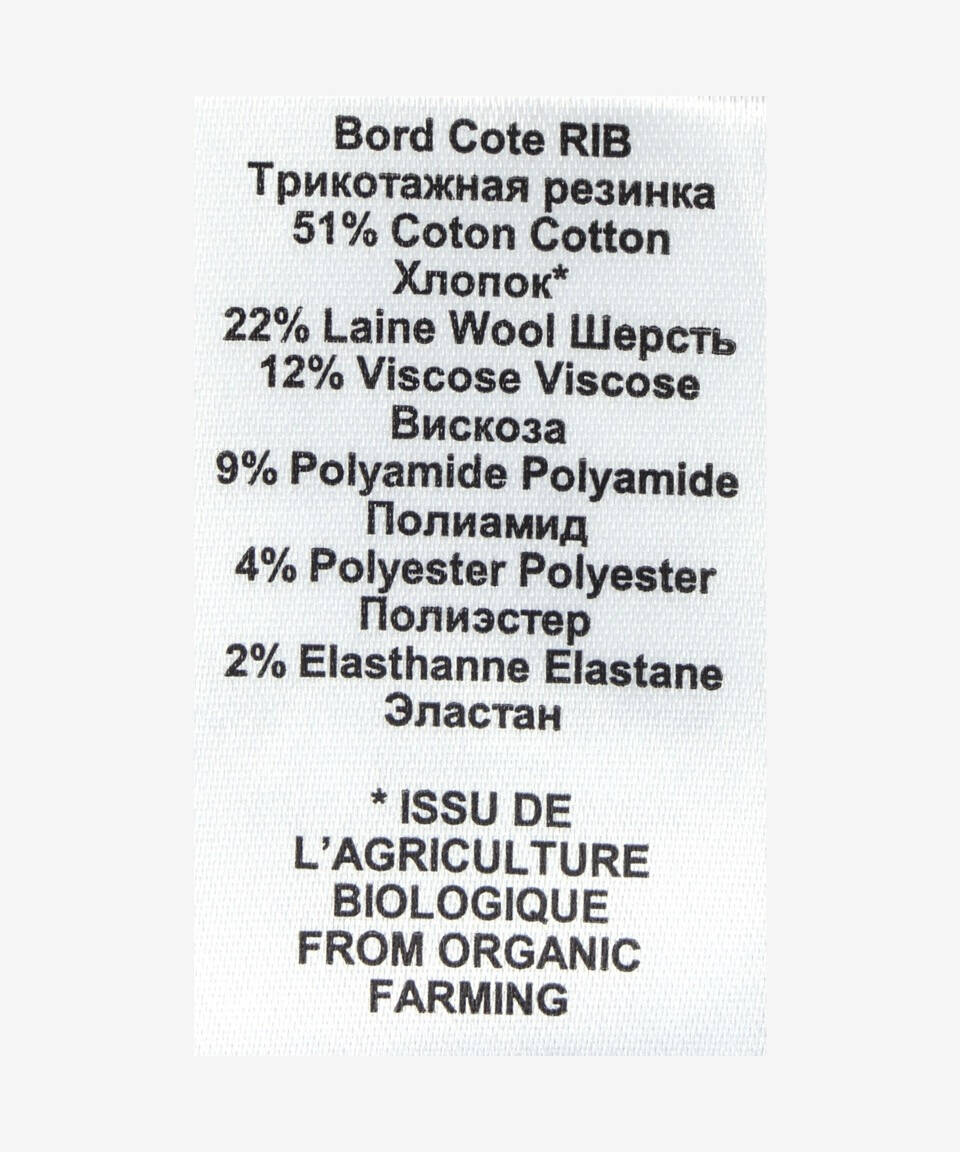 Bord Cote RIB
Трикотажная резинка
51% Coton Cotton
Хлопок*
22% Laine Wool Шерсть
12% Viscose Viscose
Вискоза
9% Polyamide Polyamide
Полиамид
4% Polyester Polyester
Полиэстер
2% Elasthanne Elastane
Эластан
* ISSU DE
L’AGRICULTURE
BIOLOGIQUE
FROM ORGANIC
FARMING